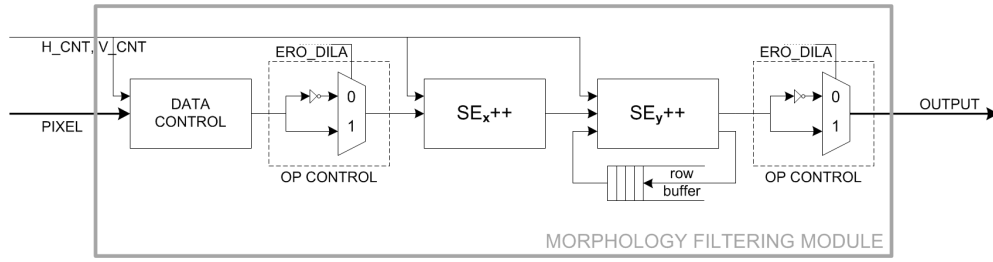 H_CNT, V_CNT
ERO_DILA
ERO_DILA
DATA
CONTROL
0
1
SEx++
SEy++
0
1
PIXEL
OUTPUT
OP CONTROL
row
buffer
OP CONTROL
MORPHOLOGY FILTERING MODULE